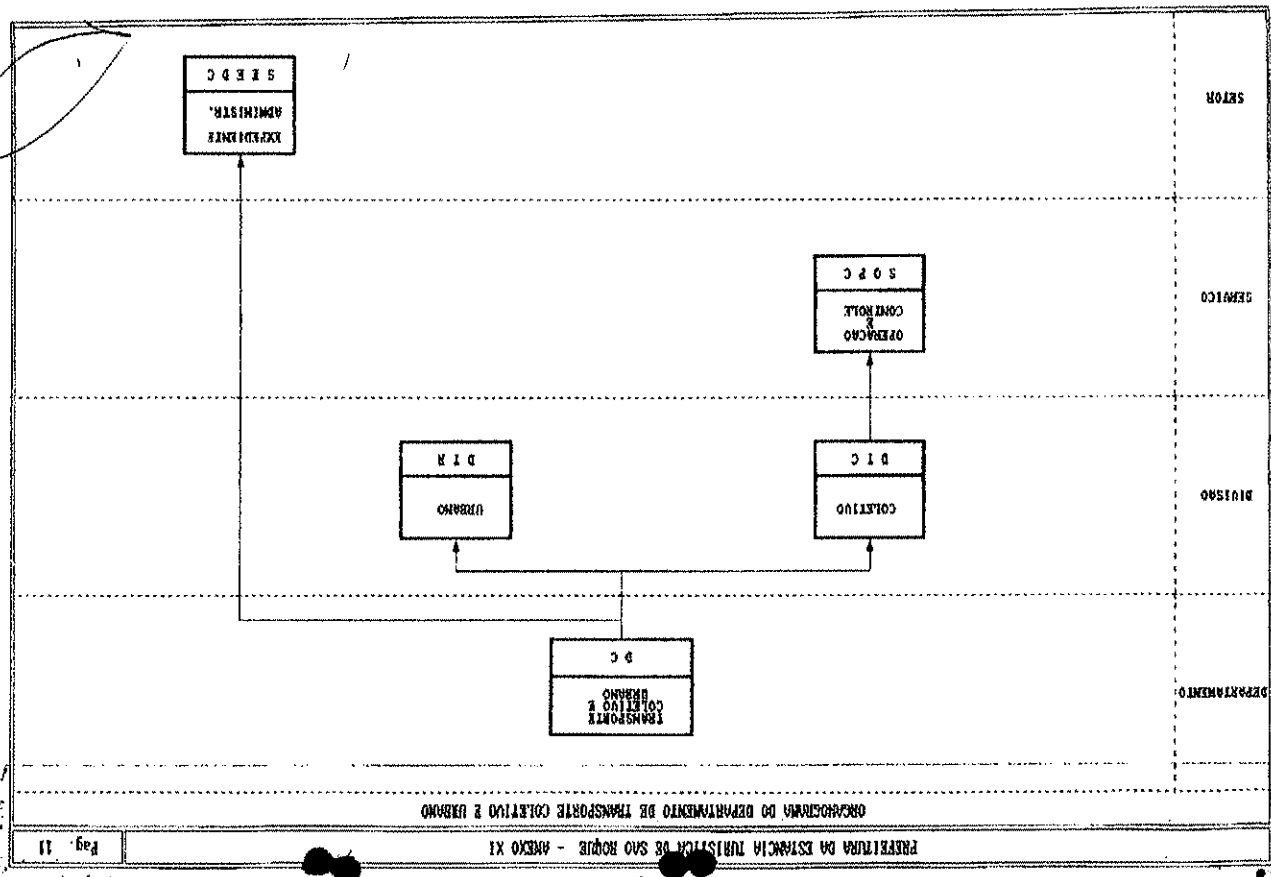 PREFEITURA DA ESTANCIA TURISTICA DE SAO ROQUE - ANEXO XI
Pag. 11
ORGANOGRAMA DO DEPARTAMENTO DE TRANSPORTE COLETIVO E URBANO
DEPARTAMENTO
TRANSPORTE
COLETIVO E
URBANO
D C
DIVISAO
COLETIVO
D I C
URBANO
D I N
SERVICO
OPERACAO
E
CONTROLE
S O P C
SETOR
EXPEDIENTE
ADMINISTR.
S E E D C